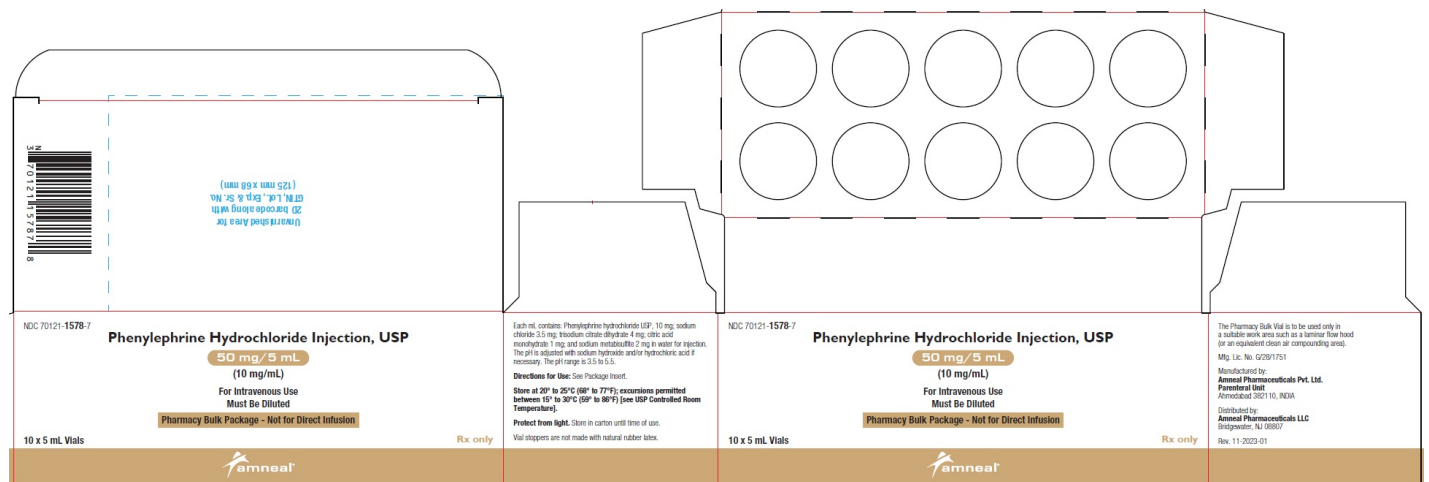 N
3 70121 15787 8
Unvarnished Area for
2D barcode along with
GTIN, Lot., Exp & Sr. No.
(125 mm x 68 mm)
NDC 70121-1578-7
Phenylephrine Hydrochloride Injection, USP
50 mg/5 mL
(10 mg/mL)
For Intravenous Use
Must Be Diluted
Pharmacy Bulk Package - Not for Direct Infusion
10 x 5 mL Vials
Rx only
amneal®
Each mL contains: Phenylephrine hydrochloride USP, 10 mg; sodium
chloride 3.5 mg; trisodium citrate dihydrate 4 mg; citric acid
monohydrate 1 mg; and sodium metabisulfite 2 mg in water for injection.
The pH is adjusted with sodium hydroxide and/or hydrochloric acid if
necessary. The pH range is 3.5 to 5.5.
Directions for Use: See Package Insert.
Store at 20° to 25°C (68° to 77°F); excursions permitted
between 15° to 30°C (59° to 86°F) [see USP Controlled Room
Temperature].
Protect from light. Store in carton until time of use.
Vial stoppers are not made with natural rubber latex.
NDC 70121-1578-7
Phenylephrine Hydrochloride Injection, USP
50 mg/5 mL
(10 mg/mL)
For Intravenous Use
Must Be Diluted
Pharmacy Bulk Package - Not for Direct Infusion
10 x 5 mL Vials
Rx only
amneal®
The Pharmacy Bulk Vial is to be used only in
a suitable work area such as a laminar flow hood
(or an equivalent clean air compounding area).
Mfg. Lic. No. G/28/1751
Manufactured by:
Amneal Pharmaceuticals Pvt. Ltd.
Parenteral Unit
Ahmedabad 382110, INDIA
Distributed by:
Amneal Pharmaceuticals LLC
Bridgewater, NJ 08807
Rev. 11-2023-01